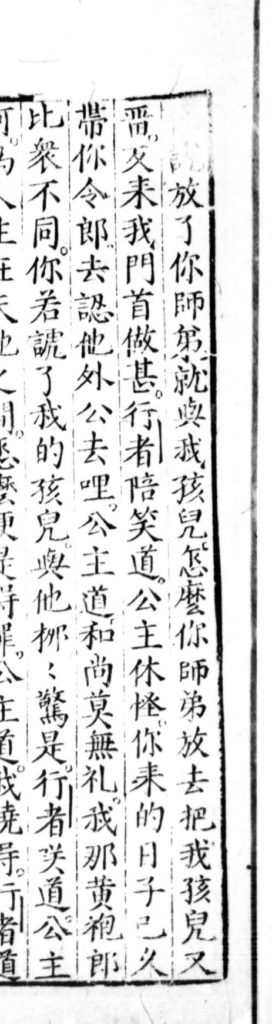 說放了你師弟就與我孩兒怎麼你師弟放去把我孩兒又
畱。又来我門首做甚。行者陪笑道。公主休怪。你来的日子已久
帶你令郎去認他外公去哩。公主道。和尚莫無礼。我那黄袍郎
比衆不同。你若諕了我的孩兒。與他柳〻驚是。行者笑道。公主
為人生在天地之間。怎麼便是得罪。公主道。我曉得。行者道